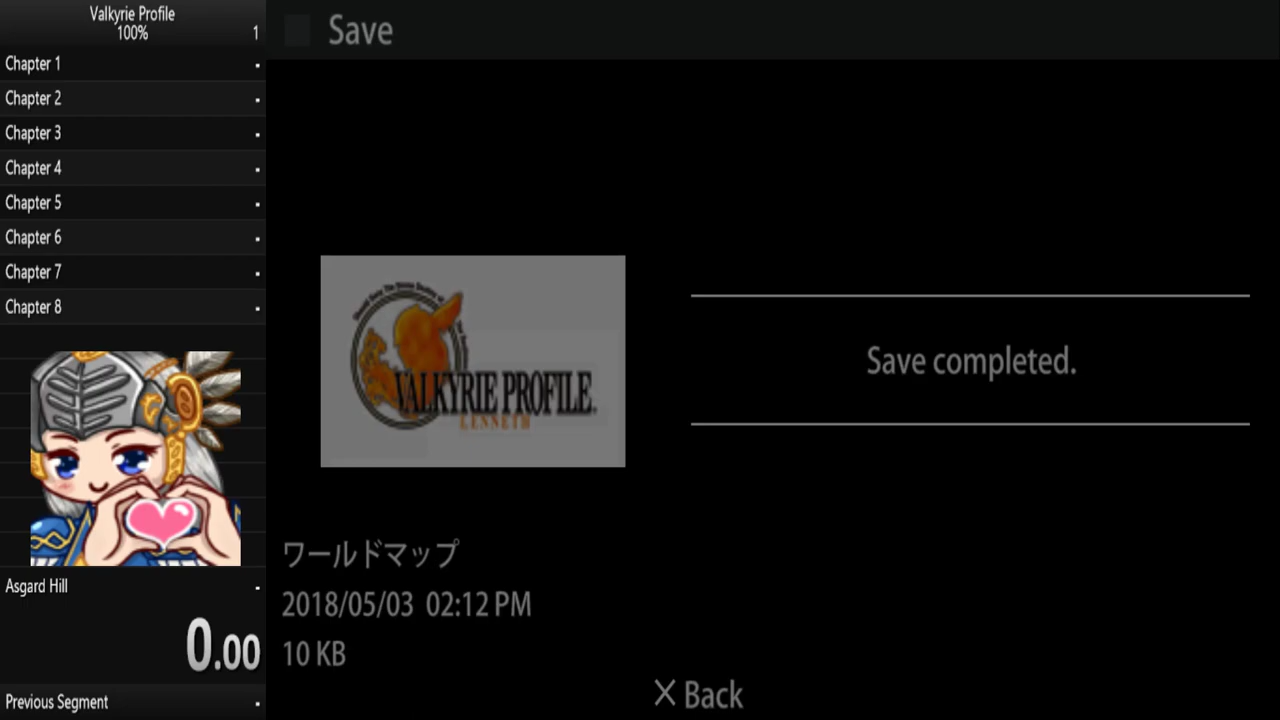 Valkyrie Profile
100%
1
Chapter 1 -
Chapter 2 -
Chapter 3 -
Chapter 4 -
Chapter 5 -
Chapter 6 -
Chapter 7 -
Chapter 8 -
Asgard Hill -
0.00
Previous Segment -
Save
VALKYRIE PROFILE
LENNETH
Save completed.
ワールドマップ
2018/05/03 02:12 PM
10 KB
X Back